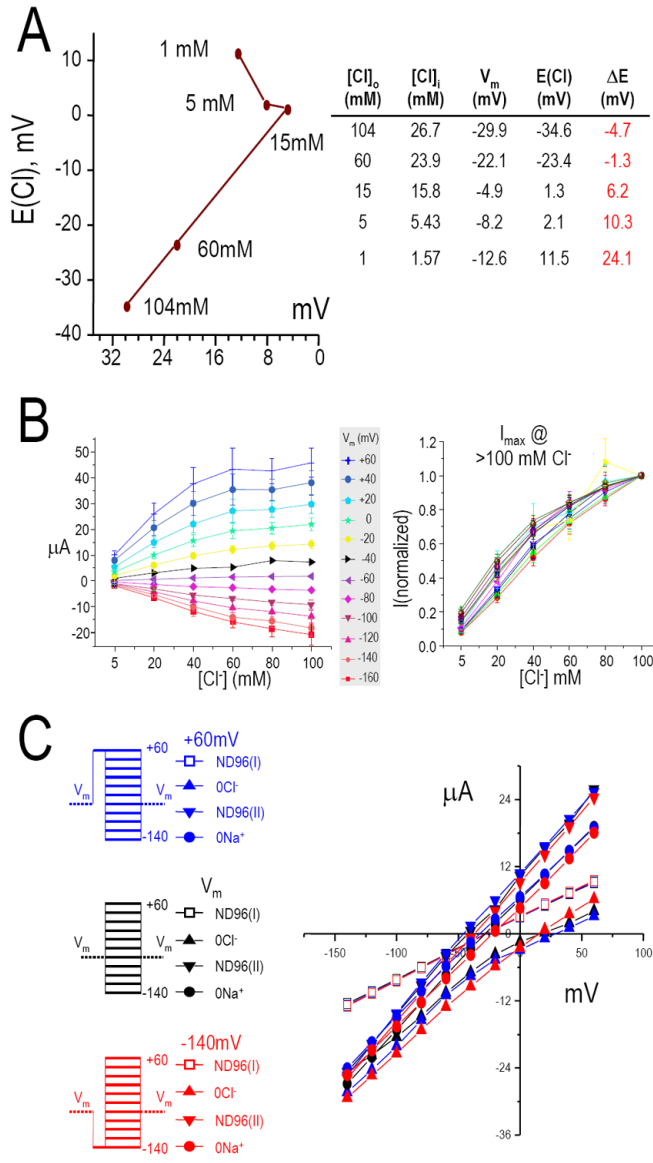 A
E(Cl), mV
10
0
-10
-20
-30
-40
1 mM
5 mM
15mM
60mM
104mM
mV
32 24 16 8 0
[Cl]o [Cl]i Vm E(Cl) ΔE
(mM) (mM) (mV) (mV) (mV)
104 26.7 -29.9 -34.6 -4.7
60 23.9 -22.1 -23.4 -1.3
15 15.8 -4.9 1.3 6.2
5 5.43 -8.2 2.1 10.3
1 1.57 -12.6 11.5 24.1
B
µA
50
40
30
20
10
0
-10
-20
5 20 40 60 80 100
[Cl-] (mM)
Vm (mV)
+60
+40
+20
0
-20
-40
-60
-80
-100
-120
-140
-160
Imax @
>100 mM Cl-
I(normalized)
1.2
1.0
0.8
0.6
0.4
0.2
0.0
5 20 40 60 80 100
[Cl-] mM
C
+60
Vm Vm
-140
+60mV
ND96(I)
0Cl-
ND96(II)
0Na+
+60
Vm Vm
-140
Vm
ND96(I)
0Cl-
ND96(II)
0Na+
+60
Vm Vm
-140
-140mV
ND96(I)
0Cl-
ND96(II)
0Na+
µA
24
12
0
-12
-24
-36
-150 -100 -50 0 50 100
mV